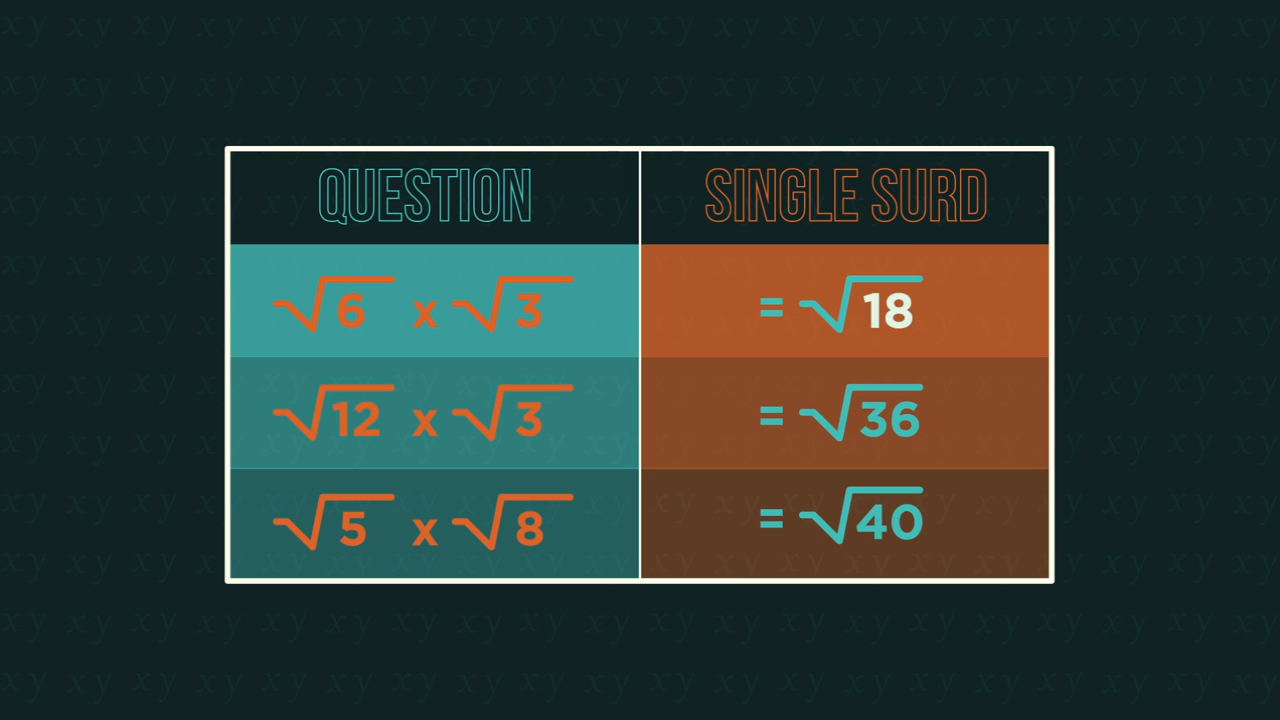 QUESTION SINGLE SURD
√6 x √3 = √18
√12 x √3 = √36
√5 x √8 = √40